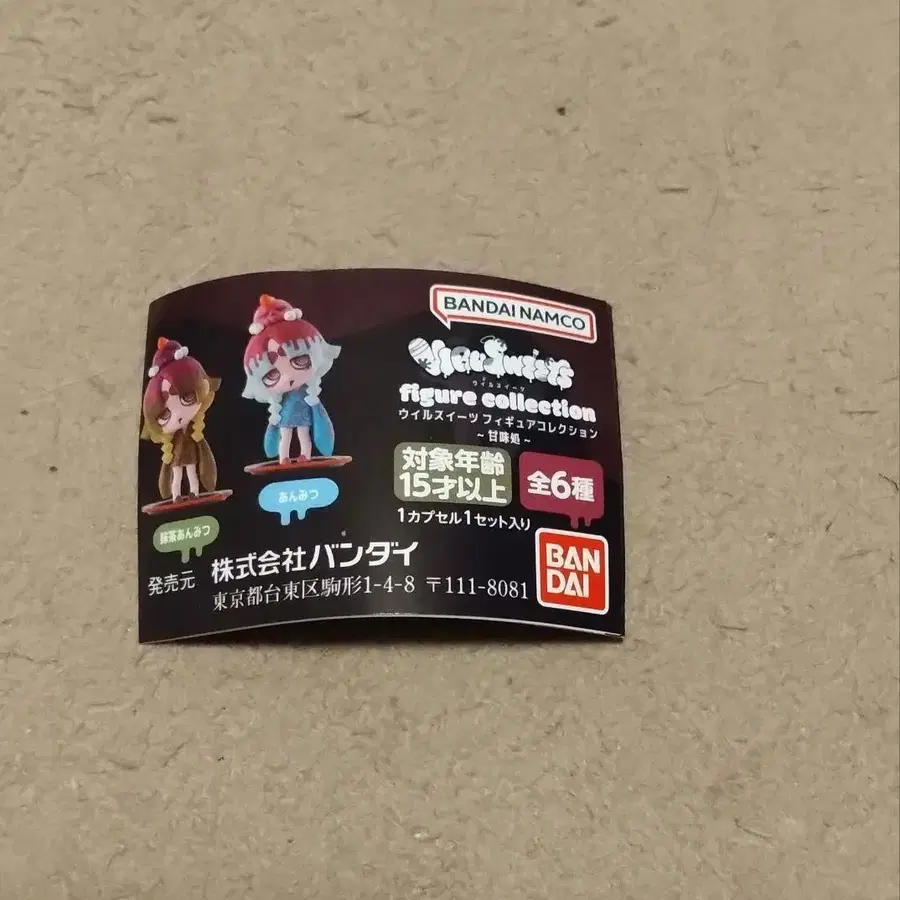 BANDAI NAMCO
ViRu SWeets
ウイルスイーツ
figure collection
ウイルスイーツ フィギュアコレクション
~甘味処~
対象年齢
15才以上
全6種
1カプセル1セット入り
あんみつ
抹茶あんみつ
発売元 株式会社バンダイ
東京都台東区駒形1-4-8 〒111-8081
BAN
DAI